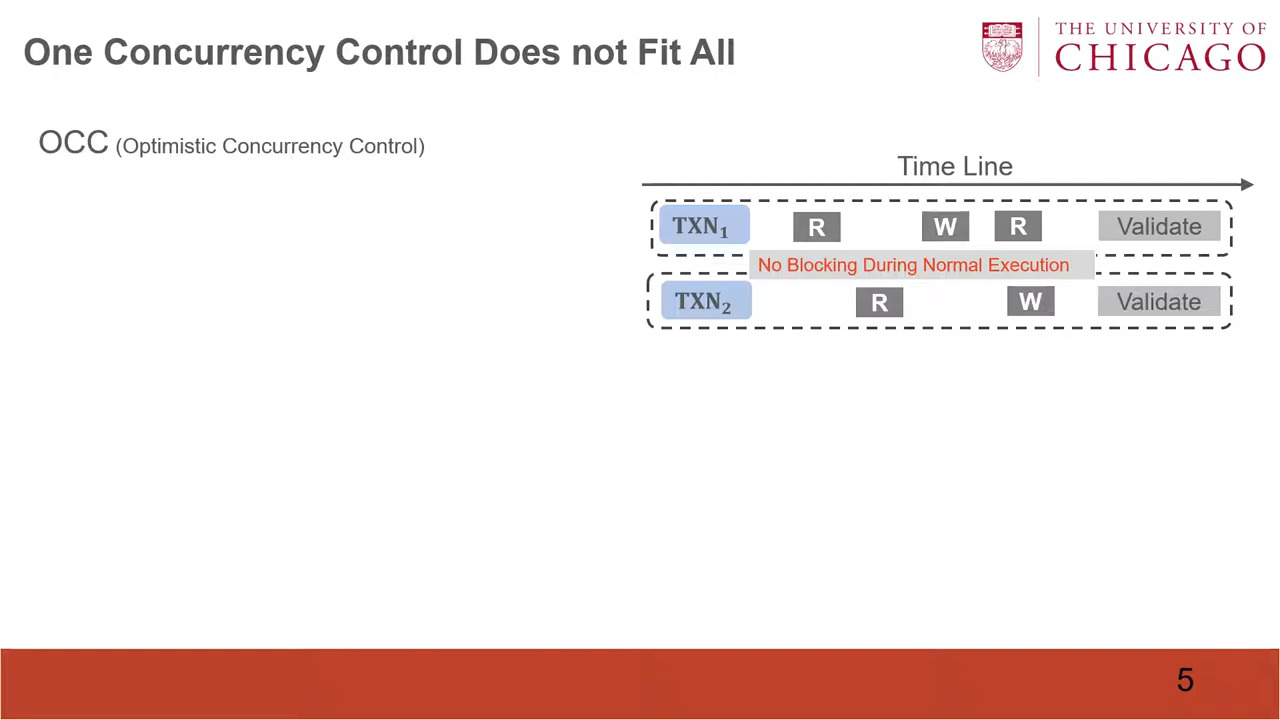 One Concurrency Control Does not Fit All
THE UNIVERSITY OF
CHICAGO
OCC (Optimistic Concurrency Control)
Time Line
TXN₁ R W R Validate
No Blocking During Normal Execution
TXN₂ R W Validate
5